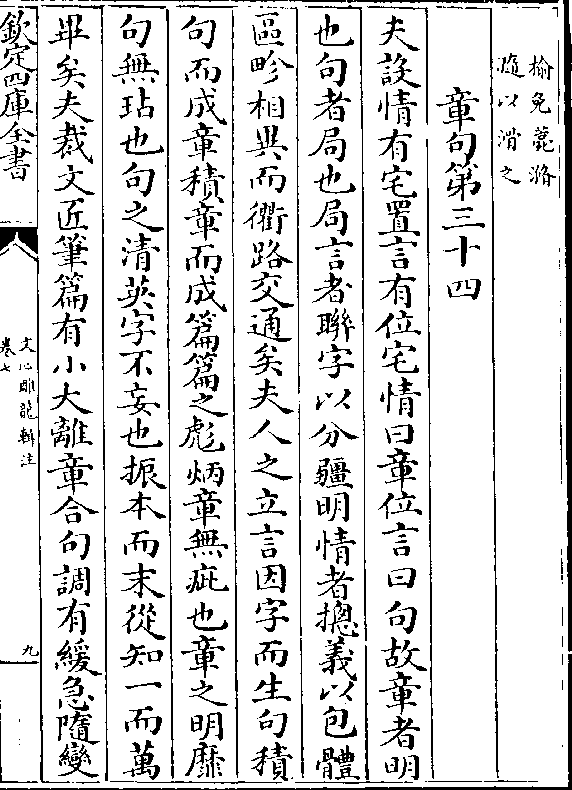 榆免薧滫
瀡以滑之
章句第三十四
夫設情有宅置言有位宅情曰章位言曰句故章者明
也句者局也局言者聯字以分疆明情者摠義以包體
區畛相異而衢路交通矣夫人之立言因字而生句積
句而成章積章而成篇篇之彪炳章無疵也章之明靡
句無玷也句之清英字不妄也振本而末從知一而萬
畢矣夫裁文匠筆篇有小大離章合句調有緩急隨變
欽定四庫全書
文心雕龍輯注
卷七
九